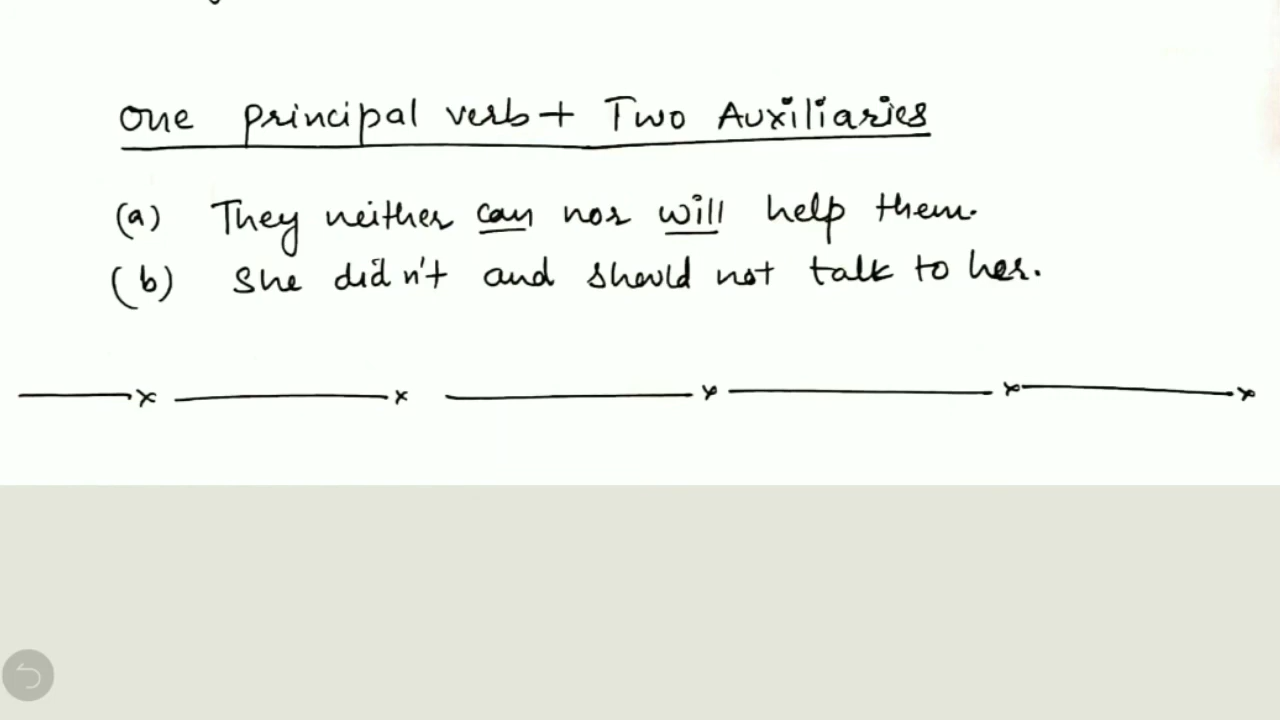 One principal verb + Two Auxiliaries
(a) They neither can nor will help them.
(b) She didn't and should not talk to her.